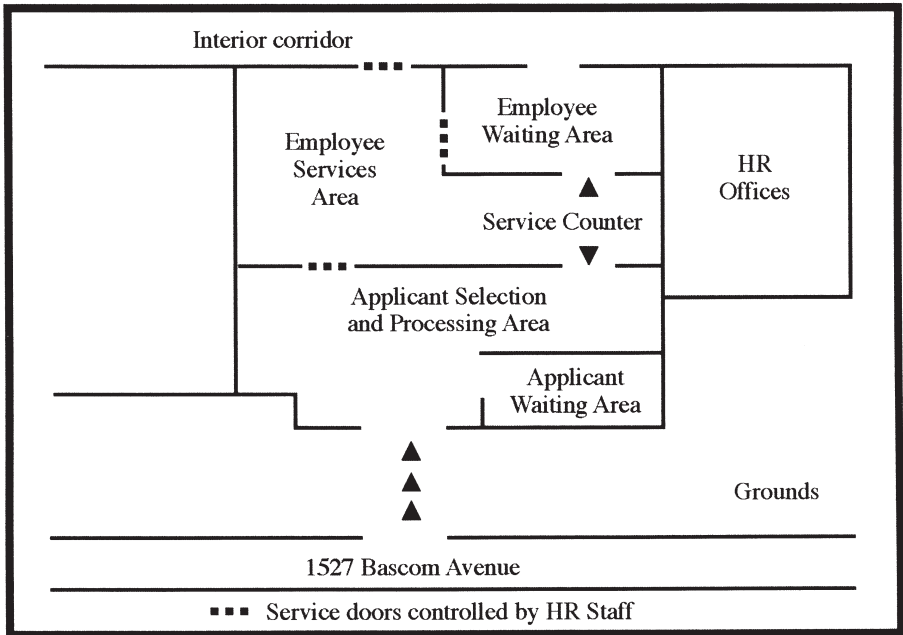 Interior corridor
Employee
Waiting Area
Employee
Services
Area
HR
Offices
Service Counter
Applicant Selection
and Processing Area
Applicant
Waiting Area
Grounds
1527 Bascom Avenue
Service doors controlled by HR Staff